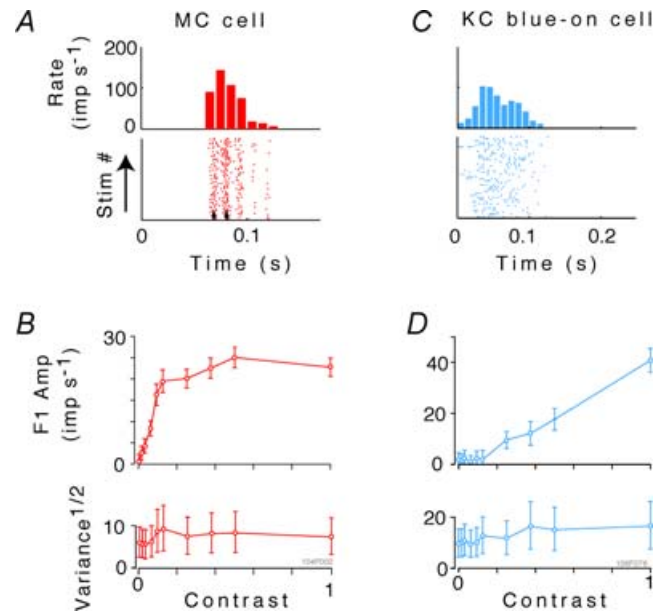 A
MC cell
C
KC blue-on cell
Rate
(imp s⁻¹)
200
100
0
Stim #
0
0.1
Time (s)
0
0.1
0.2
Time (s)
B
D
F1 Amp
(imp s⁻¹)
30
0
40
20
0
Variance^1/2
10
0
20
0
0
1
Contrast
0
1
Contrast